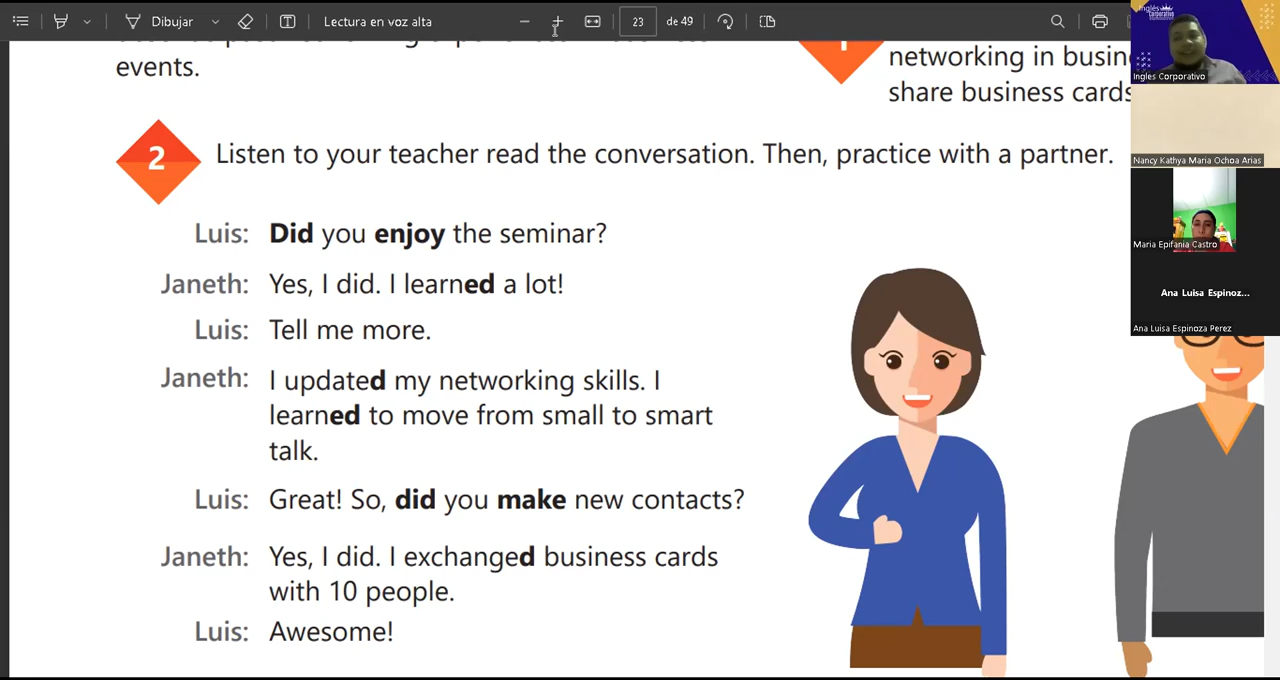 Dibujar
Lectura en voz alta
23
de 49
events.
networking in busin
share business cards
2
Listen to your teacher read the conversation. Then, practice with a partner.
Luis: Did you enjoy the seminar?
Janeth: Yes, I did. I learned a lot!
Luis: Tell me more.
Janeth: I updated my networking skills. I
learned to move from small to smart
talk.
Luis: Great! So, did you make new contacts?
Janeth: Yes, I did. I exchanged business cards
with 10 people.
Luis: Awesome!
Inglés
Corporativo
Ingles Corporativo
Nancy Kathya Maria Ochoa Arias
Maria Epifania Castro
Ana Luisa Espinoz...
Ana Luisa Espinoza Perez